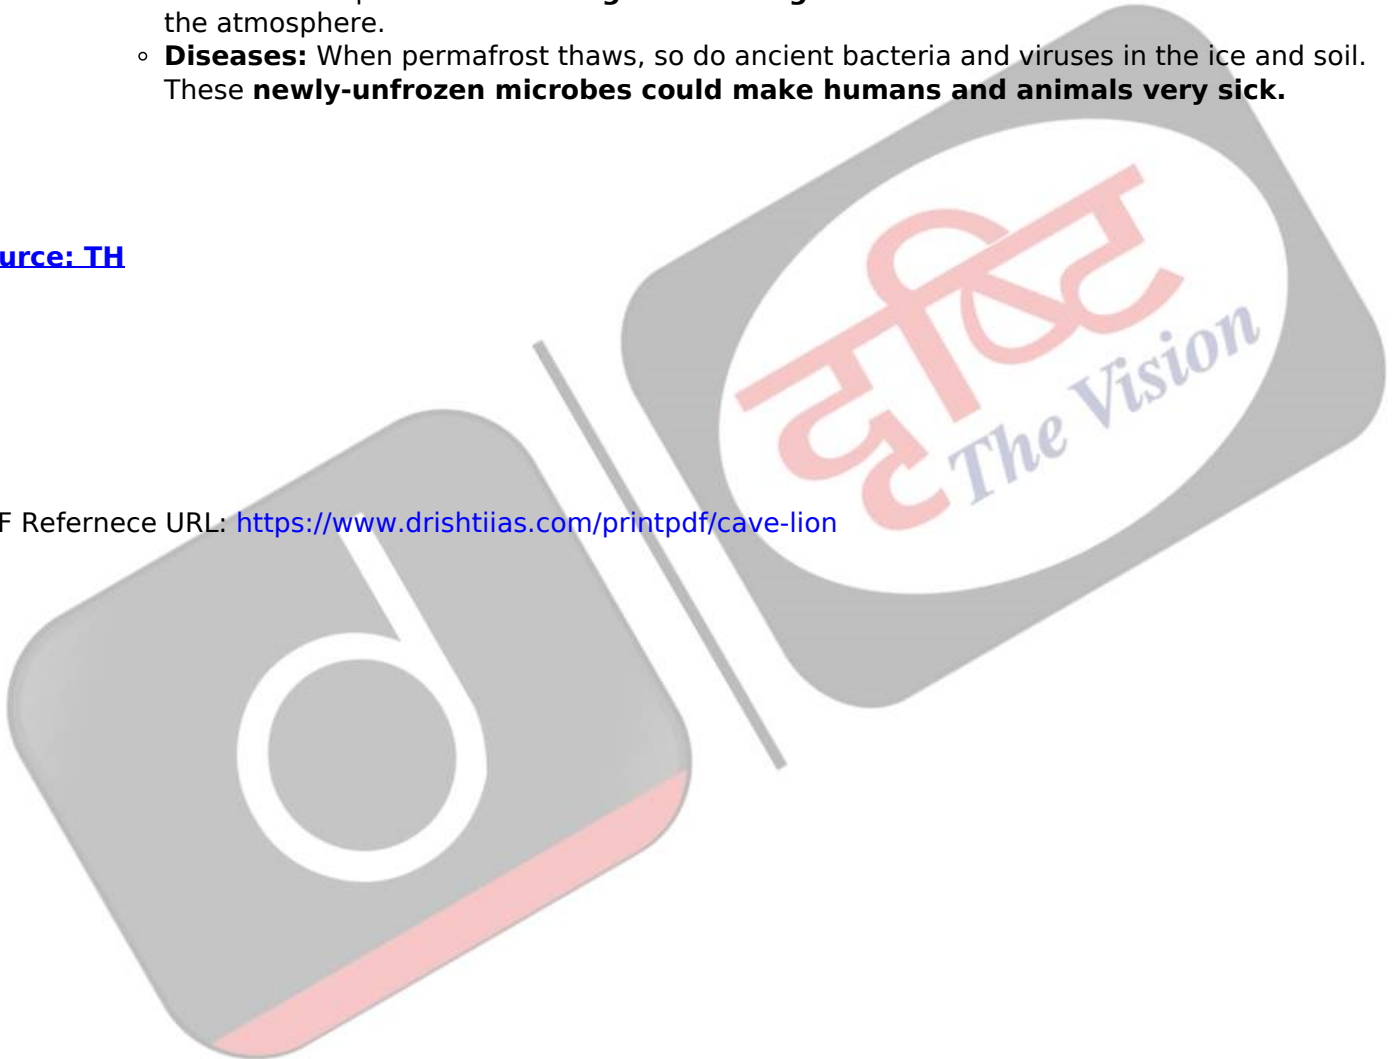 the atmosphere.
◦ Diseases: When permafrost thaws, so do ancient bacteria and viruses in the ice and soil.
These newly-unfrozen microbes could make humans and animals very sick.
urce: TH
दृष्टि
The Vision
F Refernece URL: https://www.drishtiias.com/printpdf/cave-lion